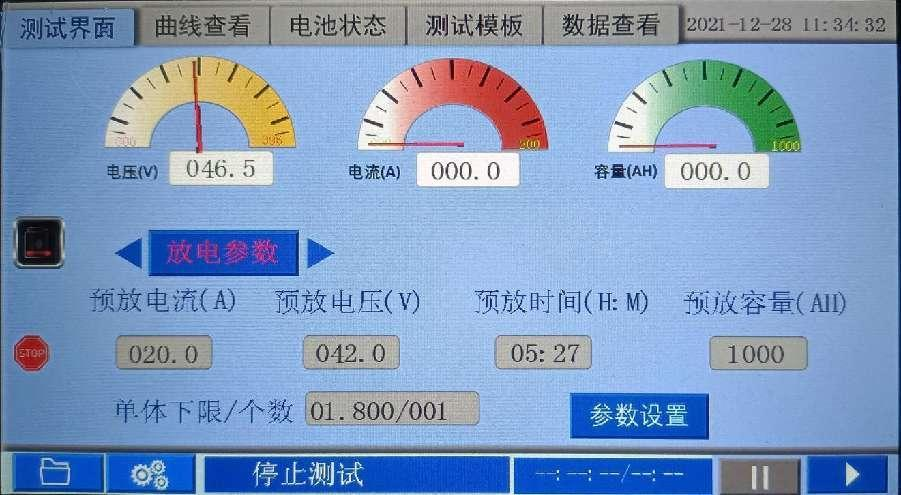 测试界面 曲线查看 电池状态 测试模板 数据查看 2021-12-28 11:34:32
200 1000
电压(V) 046.5 电流(A) 000.0 容量(AH) 000.0
放电参数
预放电流(A) 预放电压(V) 预放时间(H:M) 预放容量(AH)
STOP 020.0 042.0 05:27 1000
单体下限/个数 01.800/001 参数设置
停止测试 --:--:--/--:--